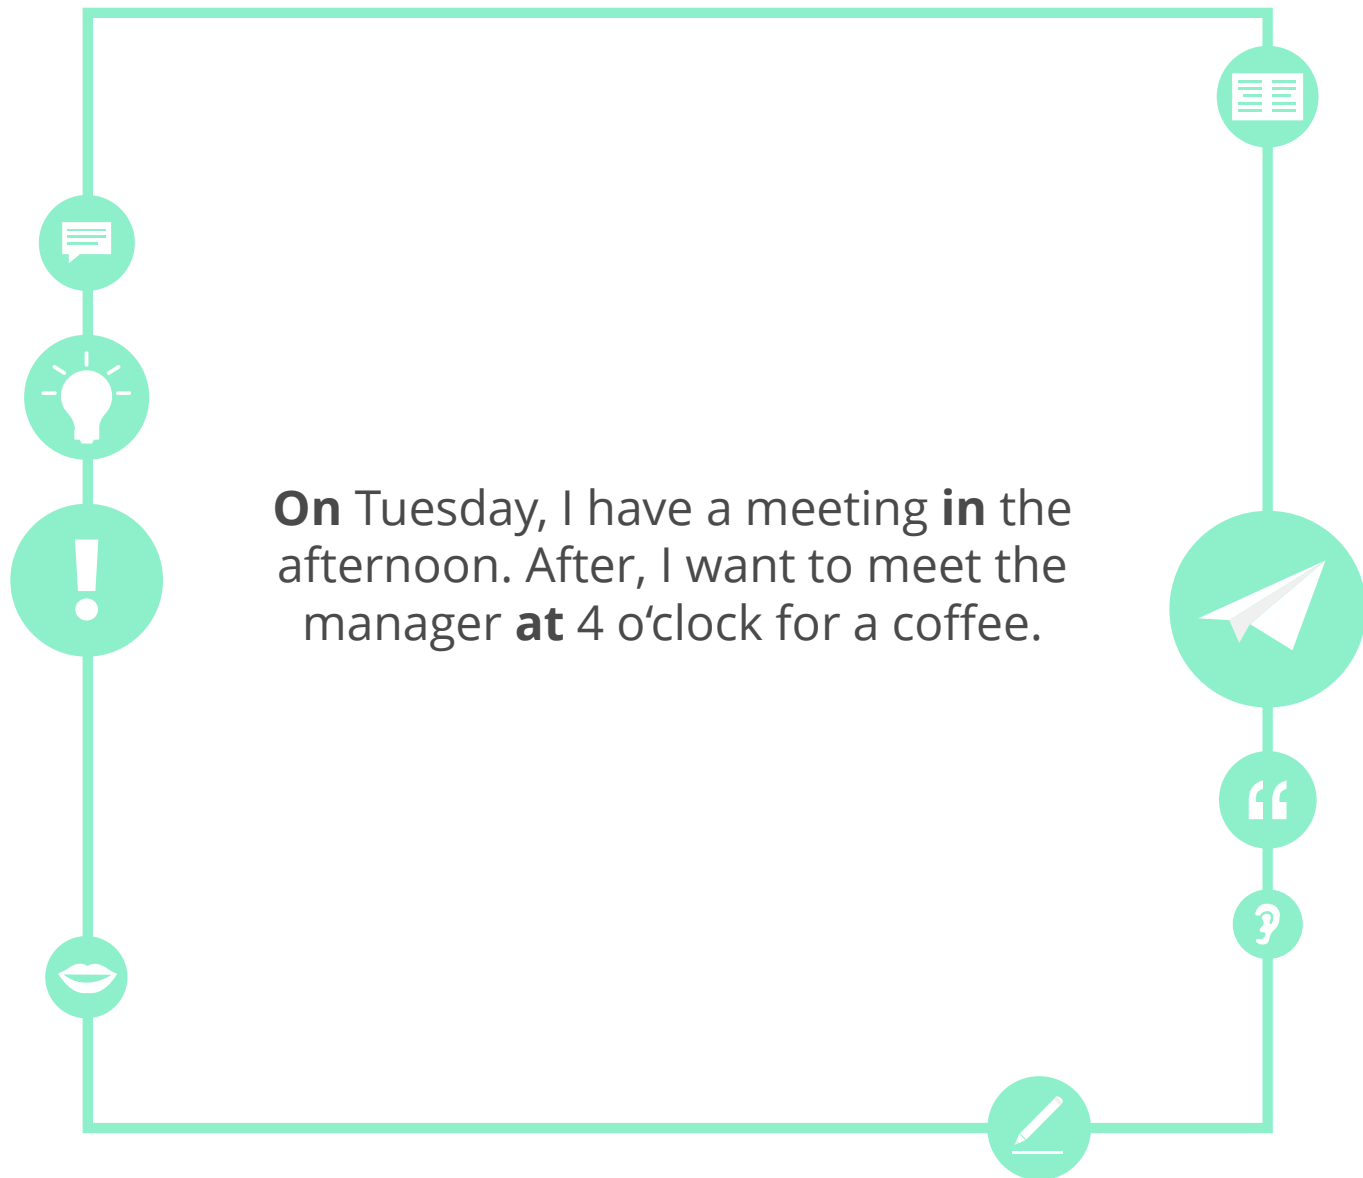 On Tuesday, I have a meeting in the
afternoon. After, I want to meet the
manager at 4 o‘clock for a coffee.